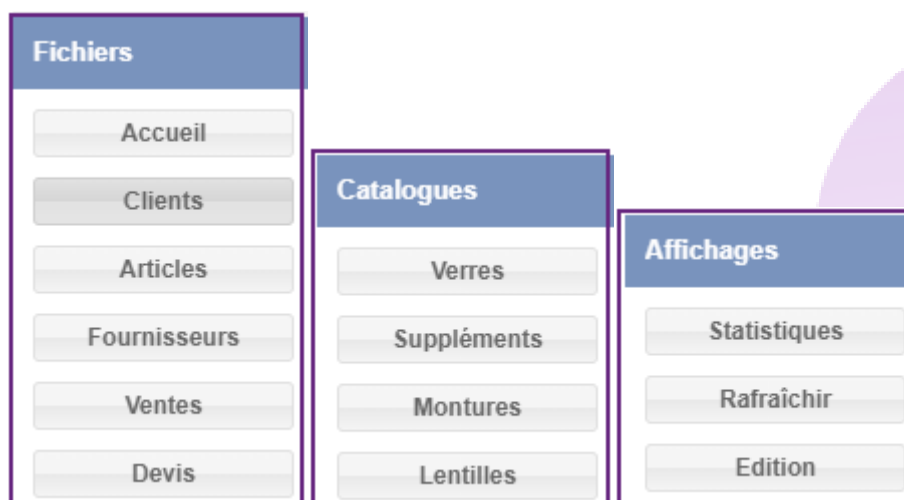 Fichiers
Accueil
Clients
Articles
Fournisseurs
Ventes
Devis
Catalogues
Verres
Suppléments
Montures
Lentilles
Affichages
Statistiques
Rafraîchir
Edition